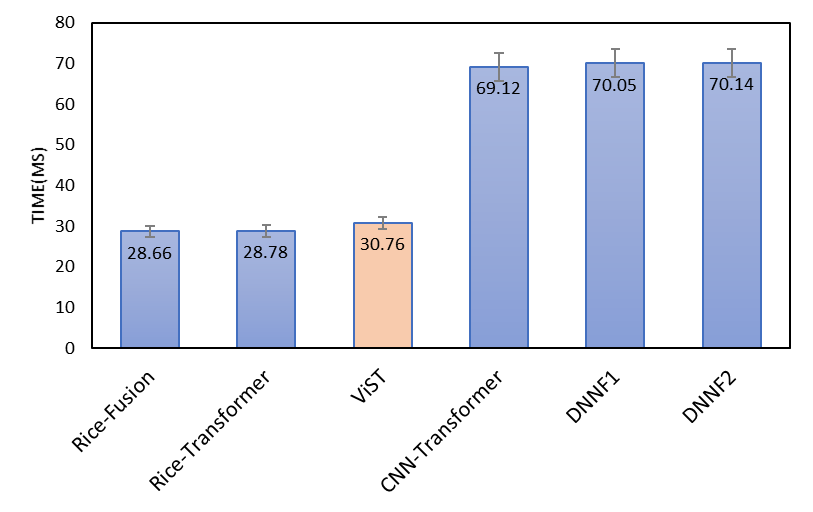 80
70
60
50
40
30
20
10
0
TIME(MS)
28.66
28.78
30.76
69.12
70.05
70.14
Rice-Fusion
Rice-Transformer
ViST
CNN-Transformer
DNNF1
DNNF2